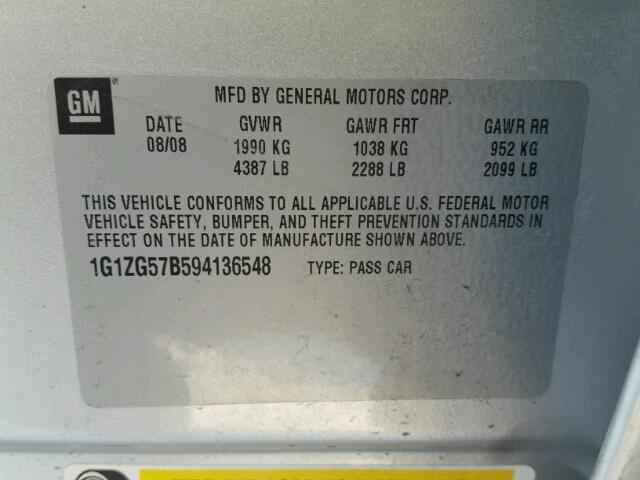 GM®
MFD BY GENERAL MOTORS CORP.
DATE GVWR GAWR FRT GAWR RR
08/08 1990 KG 1038 KG 952 KG
4387 LB 2288 LB 2099 LB
THIS VEHICLE CONFORMS TO ALL APPLICABLE U.S. FEDERAL MOTOR
VEHICLE SAFETY, BUMPER, AND THEFT PREVENTION STANDARDS IN
EFFECT ON THE DATE OF MANUFACTURE SHOWN ABOVE.
1G1ZG57B594136548 TYPE: PASS CAR